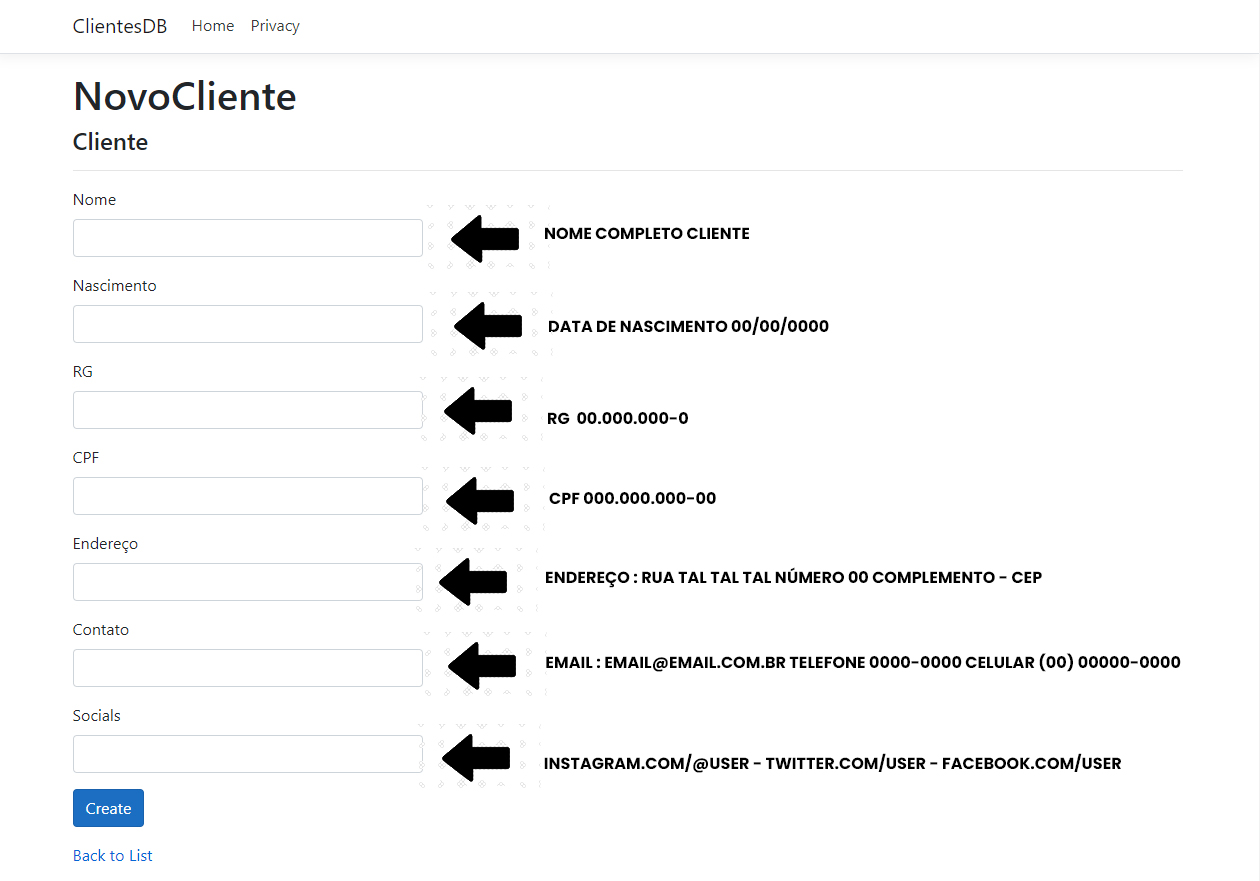 ClientesDB Home Privacy
NovoCliente
Cliente
Nome
NOME COMPLETO CLIENTE
Nascimento
DATA DE NASCIMENTO 00/00/0000
RG
RG 00.000.000-0
CPF
CPF 000.000.000-00
Endereço
ENDEREÇO : RUA TAL TAL TAL NÚMERO 00 COMPLEMENTO - CEP
Contato
EMAIL : EMAIL@EMAIL.COM.BR TELEFONE 0000-0000 CELULAR (00) 00000-0000
Socials
INSTAGRAM.COM/@USER - TWITTER.COM/USER - FACEBOOK.COM/USER
Create
Back to List